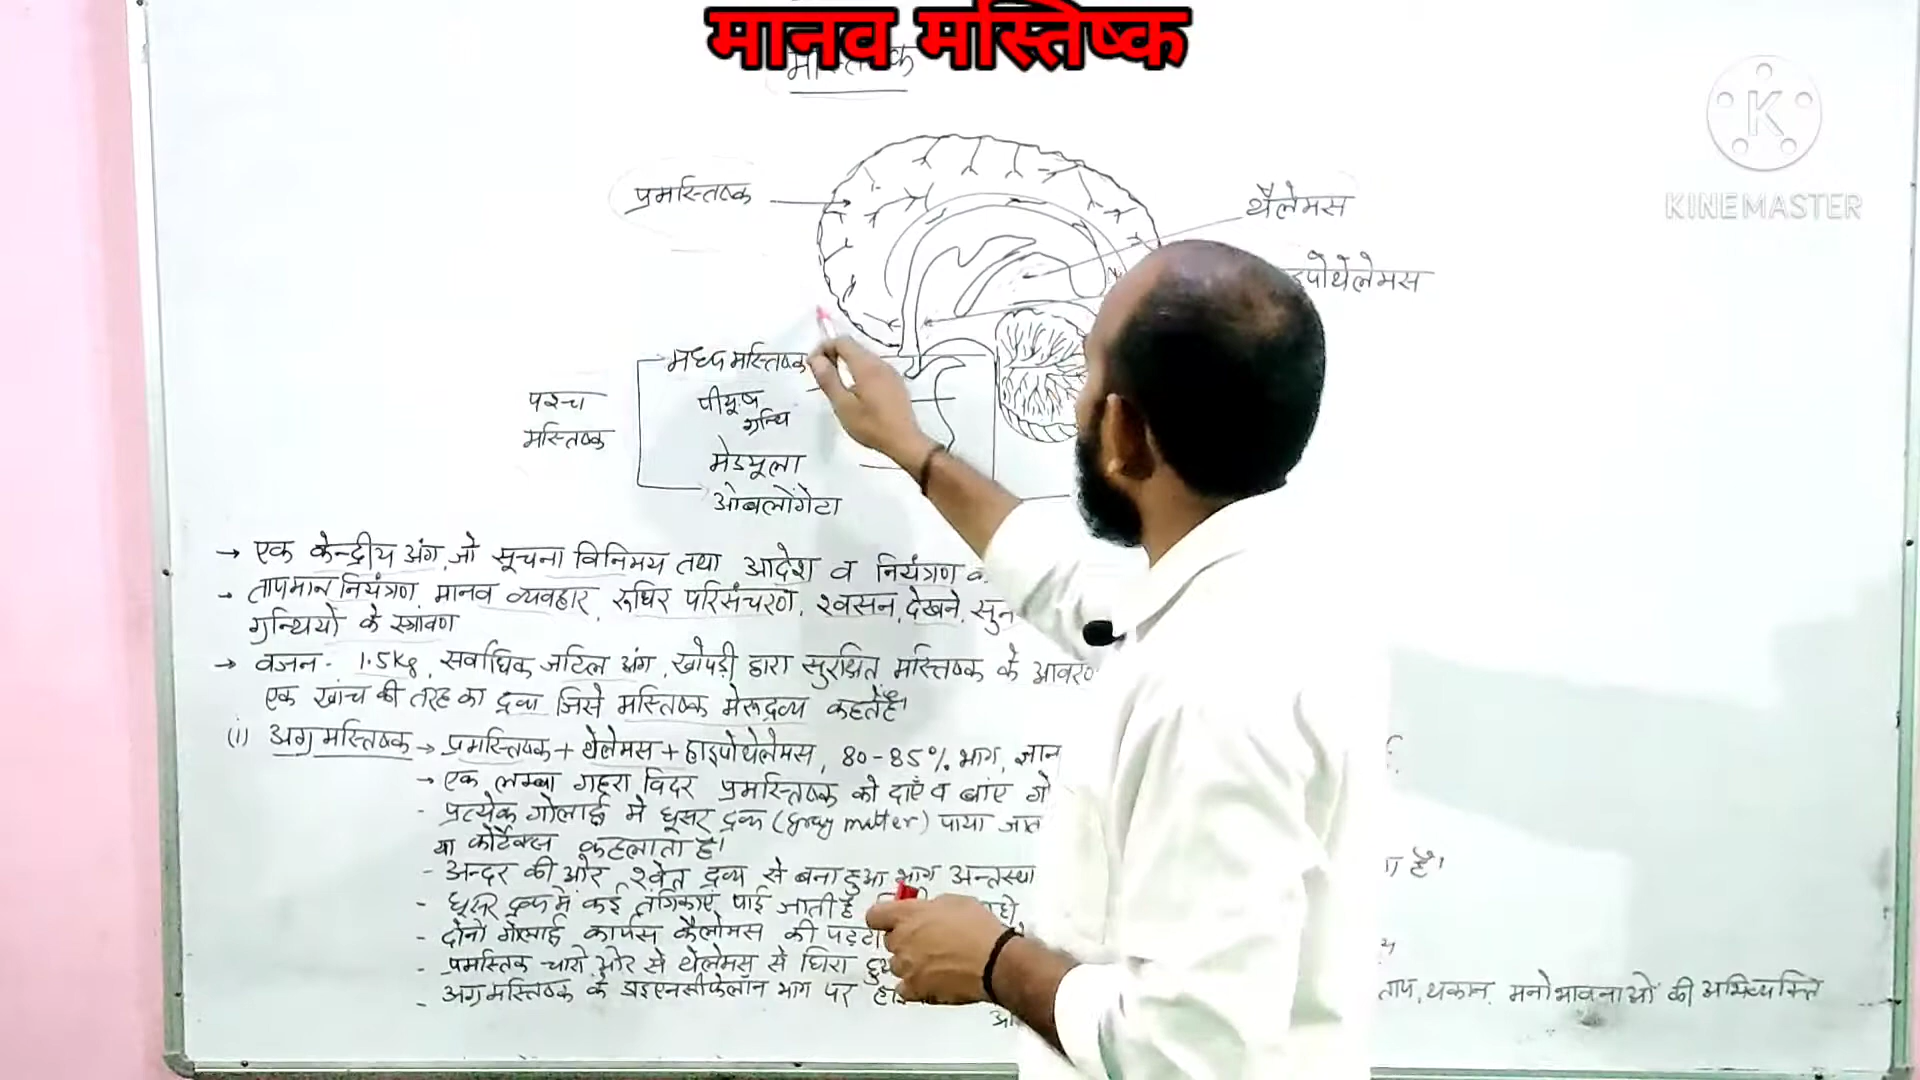 मानव मस्तिष्क
मस्तिष्क
K
KINEMASTER
प्रमस्तिष्क
थैलेमस
पोथेलेमस
मध्य मस्तिष्क
पश्च
मस्तिष्क
पीयूष
ग्रन्थि
मेड्यूला
ओबलोंगेटा
→ एक केन्द्रीय अंग, जो सूचना विनिमय तथा आदेश व नियंत्रण
- तापमान नियंत्रण, मानव व्यवहार, रूधिर परिसंचरण, श्वसन, देखने, सुन
ग्रन्थियों के स्त्रावण
→ वजन - 1.5kg, सर्वाधिक जटिल अंग, खोपड़ी द्वारा सुरक्षित मस्तिष्क के आवरण
एक खांच की तरह का द्रव्य जिसे मस्तिष्क मेरूद्रव्य कहते है।
(i) अग्र मस्तिष्क → प्रमस्तिष्क + थेलेमस + हाइपोथेलेमस, 80-85% भाग, ज्ञान
→ एक लम्बा गहरा विदर प्रमस्तिष्क को दाएँ व बांए गो
- प्रत्येक गोलार्द्ध में धूसर द्रव्य (Grey matter) पाया जात
या कोर्टेक्स कहलाता है।
- अन्दर की ओर श्वेत द्रव्य से बना हुआ भाग अन्तस्था
- धूसर द्रव्य में कई तंत्रिकाएं पाई जाती है
- दोनो गोलार्द्ध कार्पस कैलोमस की पट्टी
- प्रमस्तिक चारो ओर से थेलेमस से घिरा हुआ
- अग्र मस्तिष्क के डाइएनसीफेलॉन भाग पर
है।
ताप, थकान, मनोभावनाओं की अभिव्यक्ति